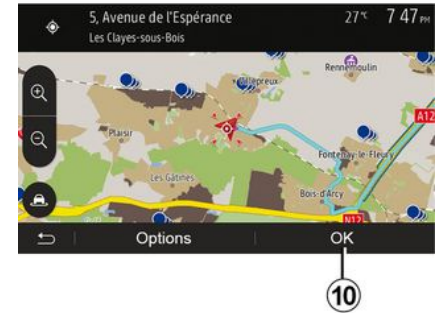 5, Avenue de l'Espérance
27°C
7 47 PM
Les Clayes-sous-Bois
Rennemoulin
Villepreux
A12
Plaisir
Fontenay-le-Fleury
Les Gâtines
Bois-d'Arcy
N12
Options
OK
10